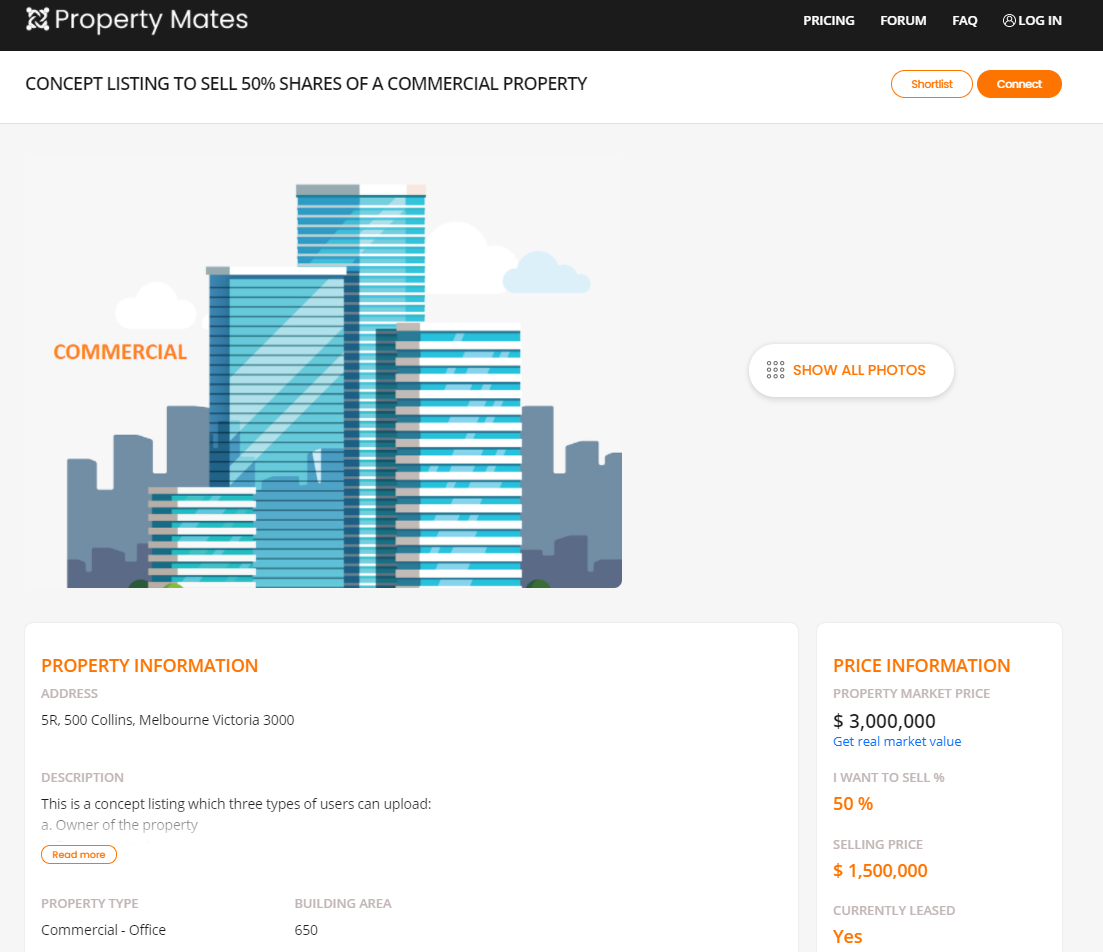 Property Mates
PRICING FORUM FAQ LOG IN
CONCEPT LISTING TO SELL 50% SHARES OF A COMMERCIAL PROPERTY
Shortlist Connect
COMMERCIAL
SHOW ALL PHOTOS
PROPERTY INFORMATION
ADDRESS
5R, 500 Collins, Melbourne Victoria 3000
DESCRIPTION
This is a concept listing which three types of users can upload:
a. Owner of the property
Read more
PROPERTY TYPE BUILDING AREA
Commercial - Office 650
PRICE INFORMATION
PROPERTY MARKET PRICE
$ 3,000,000
Get real market value
I WANT TO SELL %
50 %
SELLING PRICE
$ 1,500,000
CURRENTLY LEASED
Yes